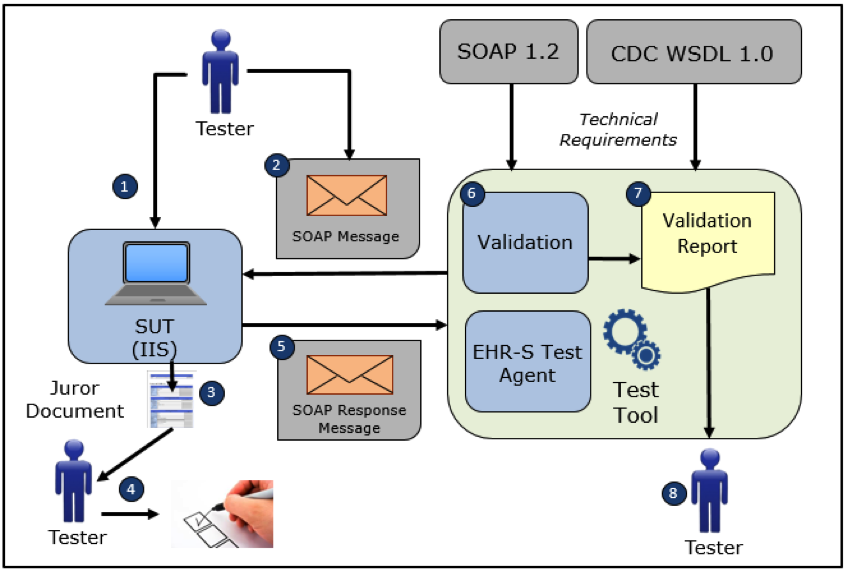 SOAP 1.2
CDC WSDL 1.0
Tester
Technical
Requirements
1
2
SOAP Message
6
Validation
7
Validation
Report
SUT
(IIS)
5
SOAP Response
Message
EHR-S Test
Agent
Test
Tool
Juror
Document
3
4
Tester
8
Tester